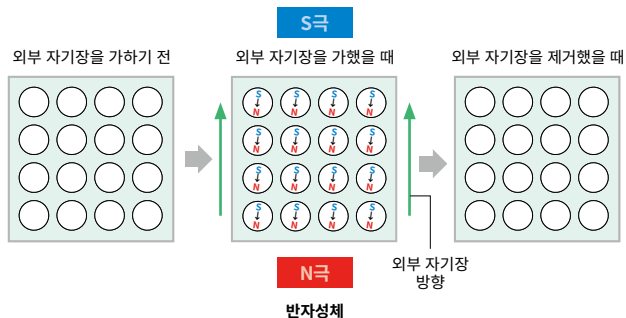 S극
외부 자기장을 가하기 전
외부 자기장을 가했을 때
외부 자기장을 제거했을 때
S S S S
N N N N
S S S S
N N N N
S S S S
N N N N
S S S S
N N N N
외부 자기장
방향
N극
반자성체